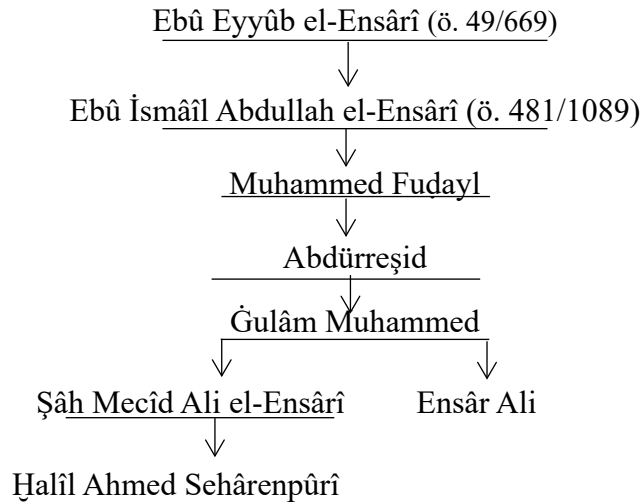 Ebû Eyyûb el-Ensârî (ö. 49/669)
Ebû İsmâîl Abdullah el-Ensârî (ö. 481/1089)
Muhammed Fuḍayl
Abdürreşid
Ġulâm Muhammed
Şâh Mecîd Ali el-Ensârî Ensâr Ali
Ḫalîl Ahmed Sehârenpûrî